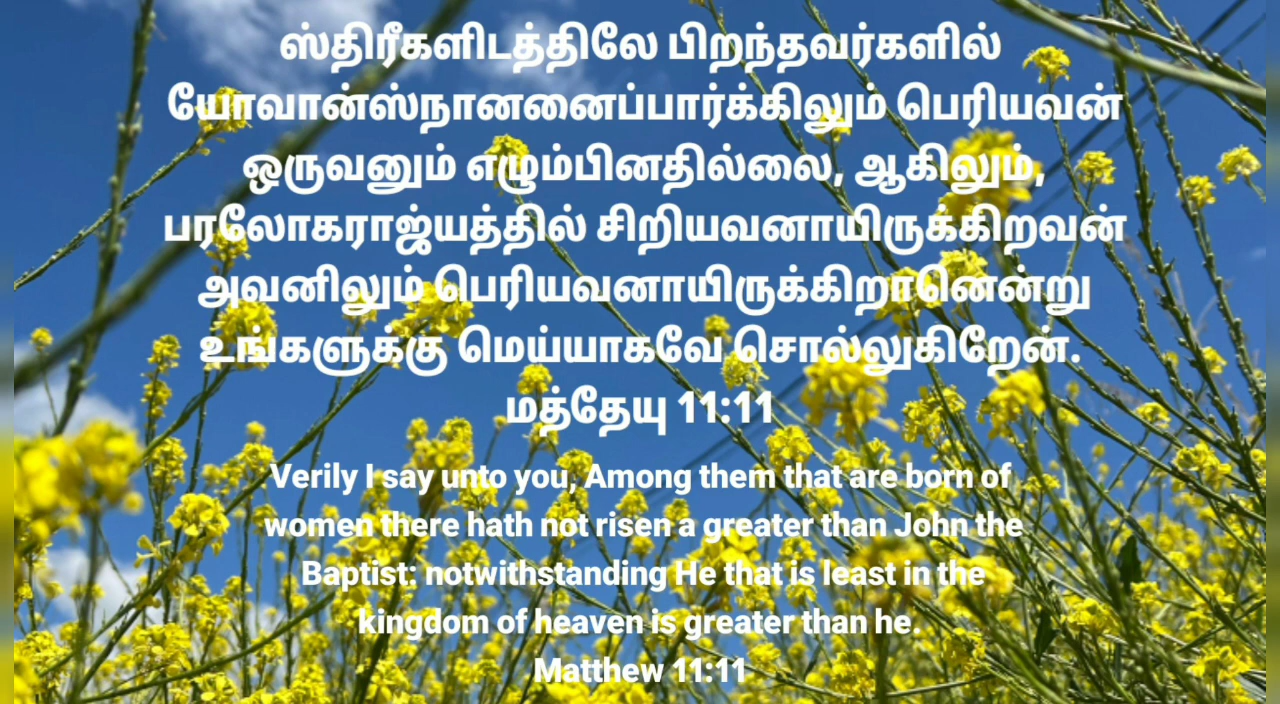 ஸ்திரீகளிடத்திலே பிறந்தவர்களில்
யோவான்ஸ்நானனைப்பார்க்கிலும் பெரியவன்
ஒருவனும் எழும்பினதில்லை, ஆகிலும்,
பரலோகராஜ்யத்தில் சிறியவனாயிருக்கிறவன்
அவனிலும் பெரியவனாயிருக்கிறானென்று
உங்களுக்கு மெய்யாகவே சொல்லுகிறேன்.
மத்தேயு 11:11
Verily I say unto you, Among them that are born of
women there hath not risen a greater than John the
Baptist: notwithstanding He that is least in the
kingdom of heaven is greater than he.
Matthew 11:11